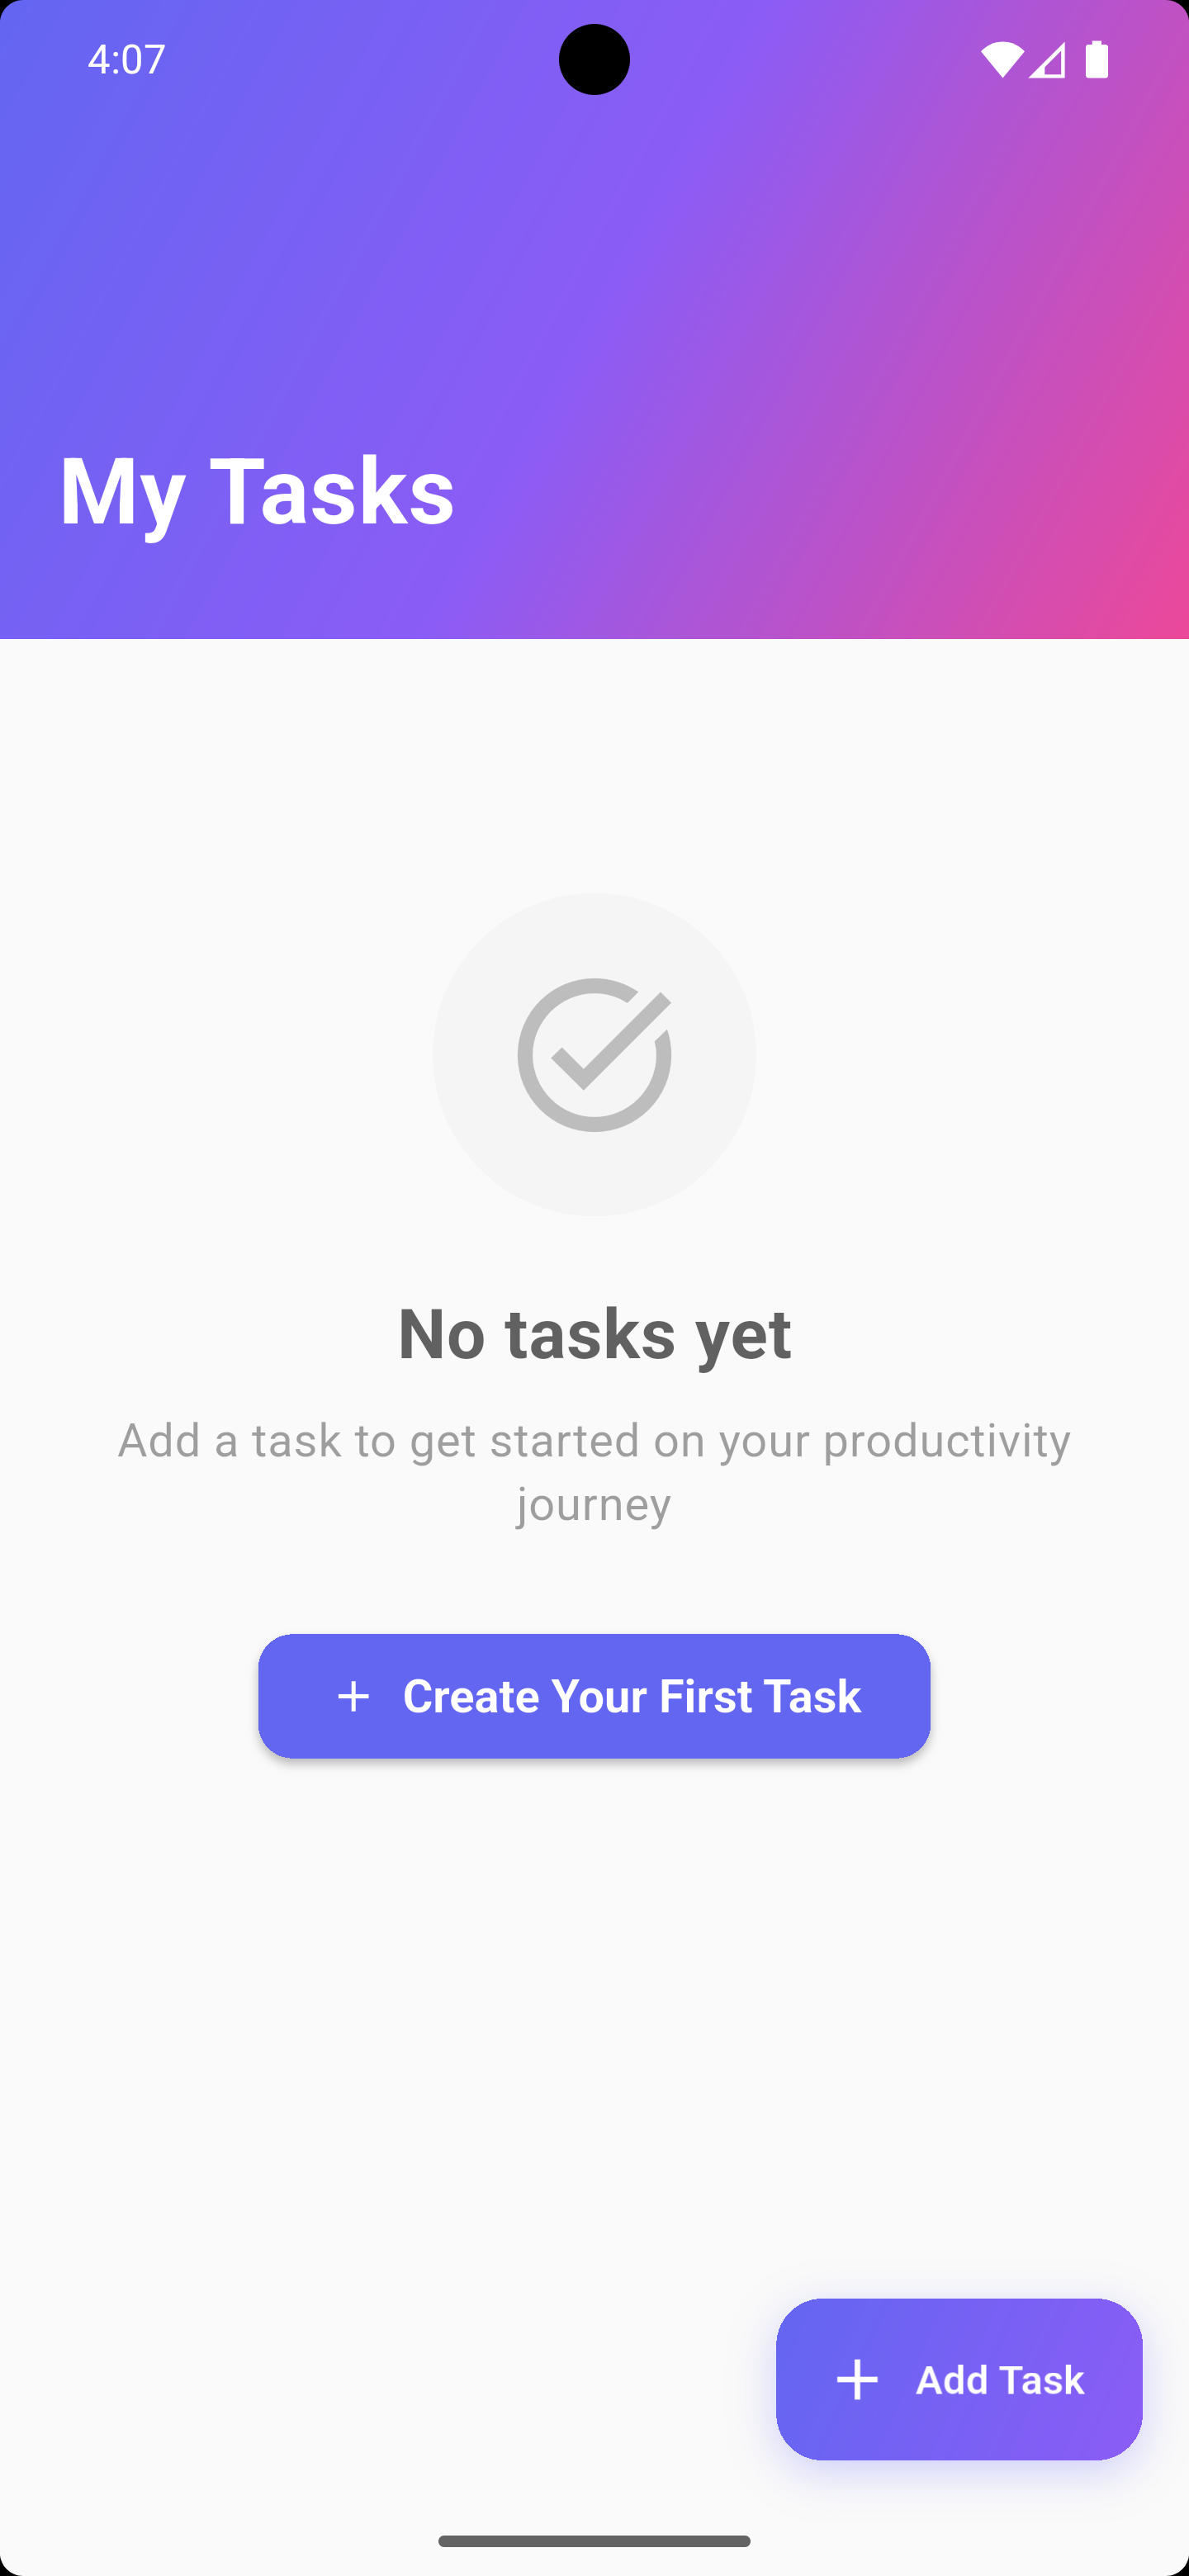 4:07
My Tasks
No tasks yet
Add a task to get started on your productivity
journey
Create Your First Task
Add Task